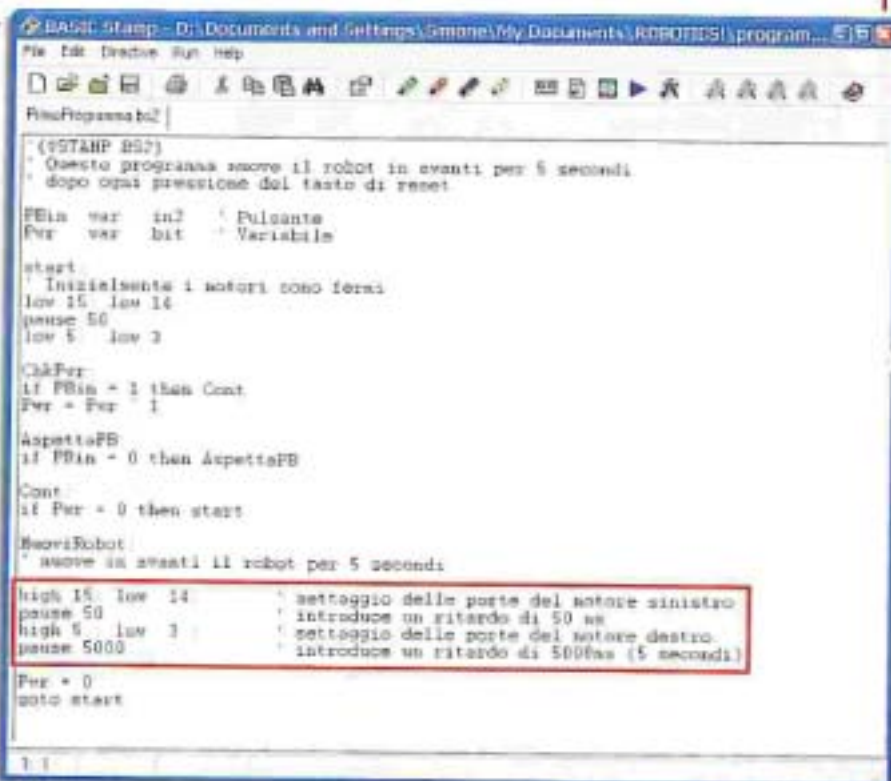 BASIC Stamp - D:\Documents and Settings\Simone\My Documents\ROBOTICS!\program...
File Edit Directive Run Help
PrimoProgramma.bs2
' {$STAMP BS2}
' Questo programma muove il robot in avanti per 5 secondi
' dopo ogni pressione del tasto di reset
PBin var in2 ' Pulsante
Pwr var bit ' Variabile
start:
' Inizialmente i motori sono fermi
low 15: low 14
pause 50
low 5 : low 3
ChkPwr:
if PBin = 1 then Cont
Pwr = Pwr ^ 1
AspettaPB:
if PBin = 0 then AspettaPB
Cont:
if Pwr = 0 then start
MuoviRobot:
' muove in avanti il robot per 5 secondi
high 15: low 14 ' settaggio delle porte del motore sinistro
pause 50 ' introduce un ritardo di 50 ms
high 5 : low 3 ' settaggio delle porte del motore destro
pause 5000 ' introduce un ritardo di 5000ms (5 secondi)
Pwr = 0
goto start
1: 1